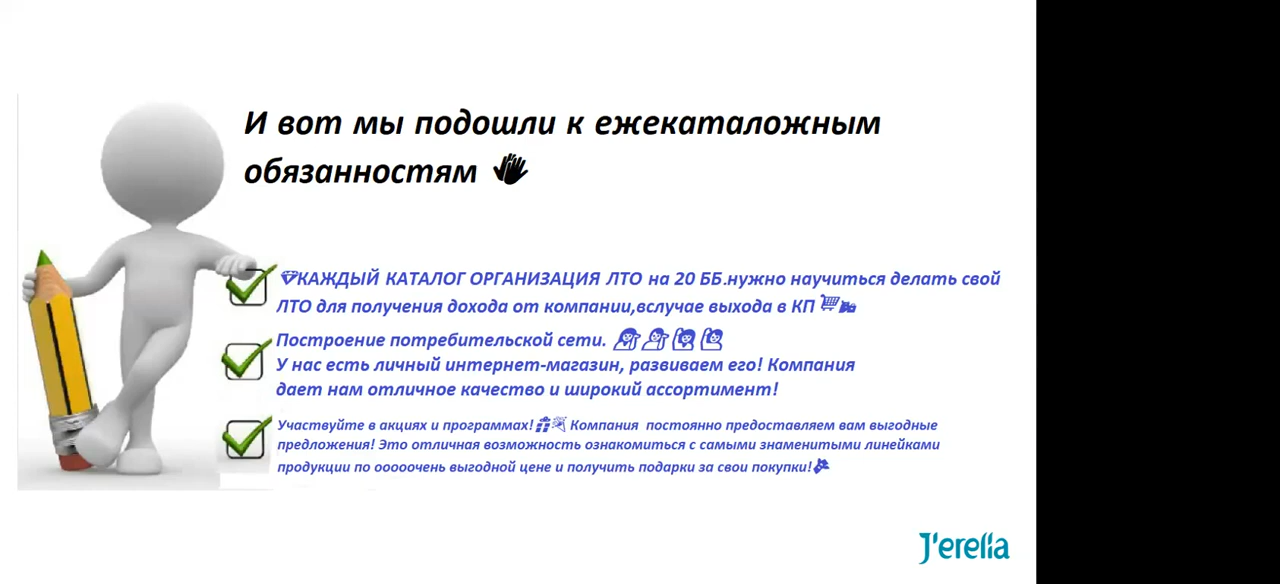 И вот мы подошли к ежекаталожным
обязанностям 👋
💎КАЖДЫЙ КАТАЛОГ ОРГАНИЗАЦИЯ ЛТО на 20 ББ.нужно научиться делать свой
ЛТО для получения дохода от компании,вслучае выхода в КП 🛒🛍
Построение потребительской сети.
У нас есть личный интернет-магазин, развиваем его! Компания
дает нам отличное качество и широкий ассортимент!
Участвуйте в акциях и программах!🎁🎉 Компания постоянно предоставляем вам выгодные
предложения! Это отличная возможность ознакомиться с самыми знаменитыми линейками
продукции по ооооочень выгодной цене и получить подарки за свои покупки!
J'erelia